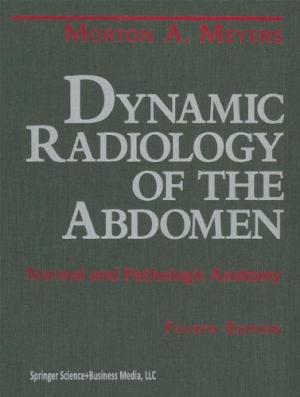 MORTON A. MEYERS
DYNAMIC
RADIOLOGY
OF THE
ABDOMEN
Normal and Pathologic Anatomy
FOURTH EDITION
Springer Science+Business Media, LLC